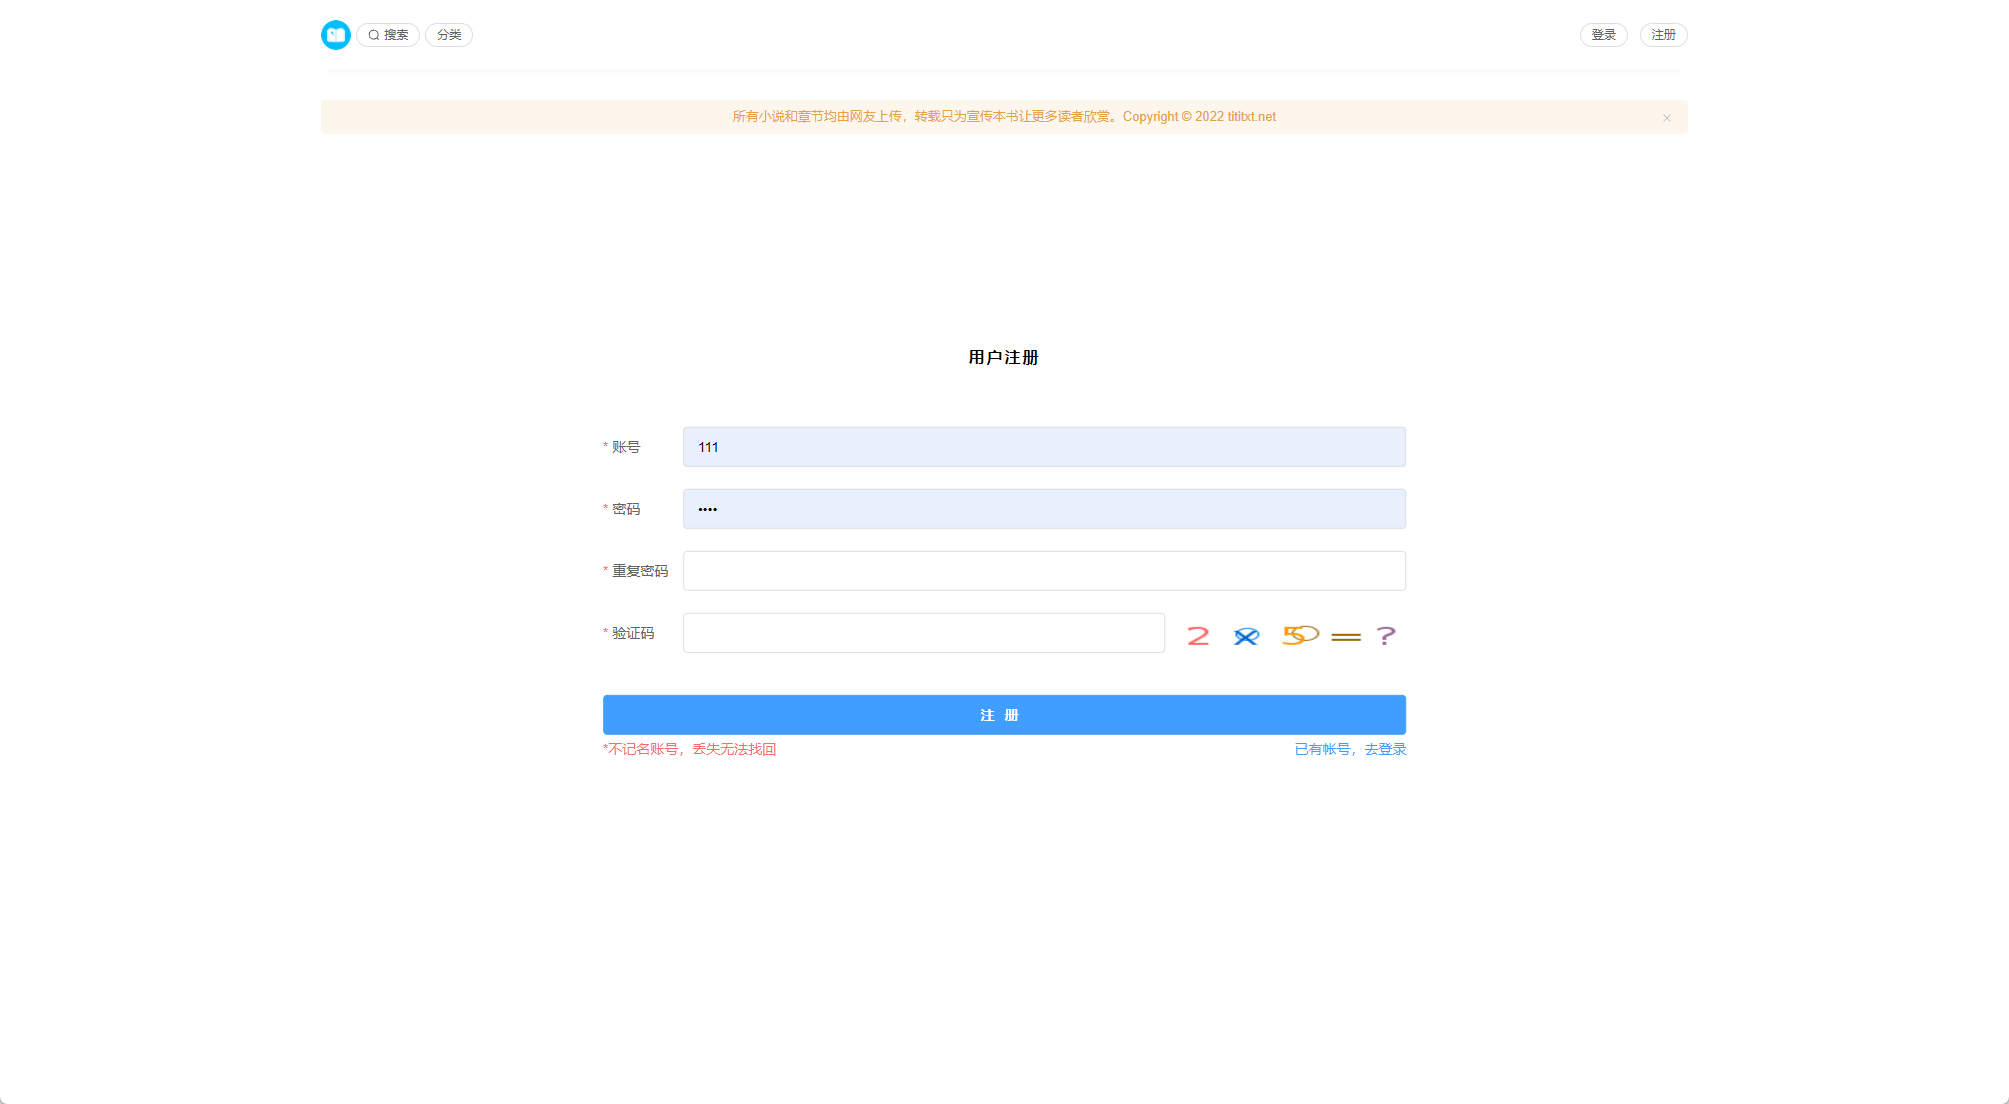 搜索 分类 登录 注册
所有小说和章节均由网友上传，转载只为宣传本书让更多读者欣赏。Copyright © 2022 tititxt.net
用户注册
* 账号 111
* 密码 ••••
* 重复密码
* 验证码 2 × 5 = ?
注 册
*不记名账号，丢失无法找回 已有帐号，去登录